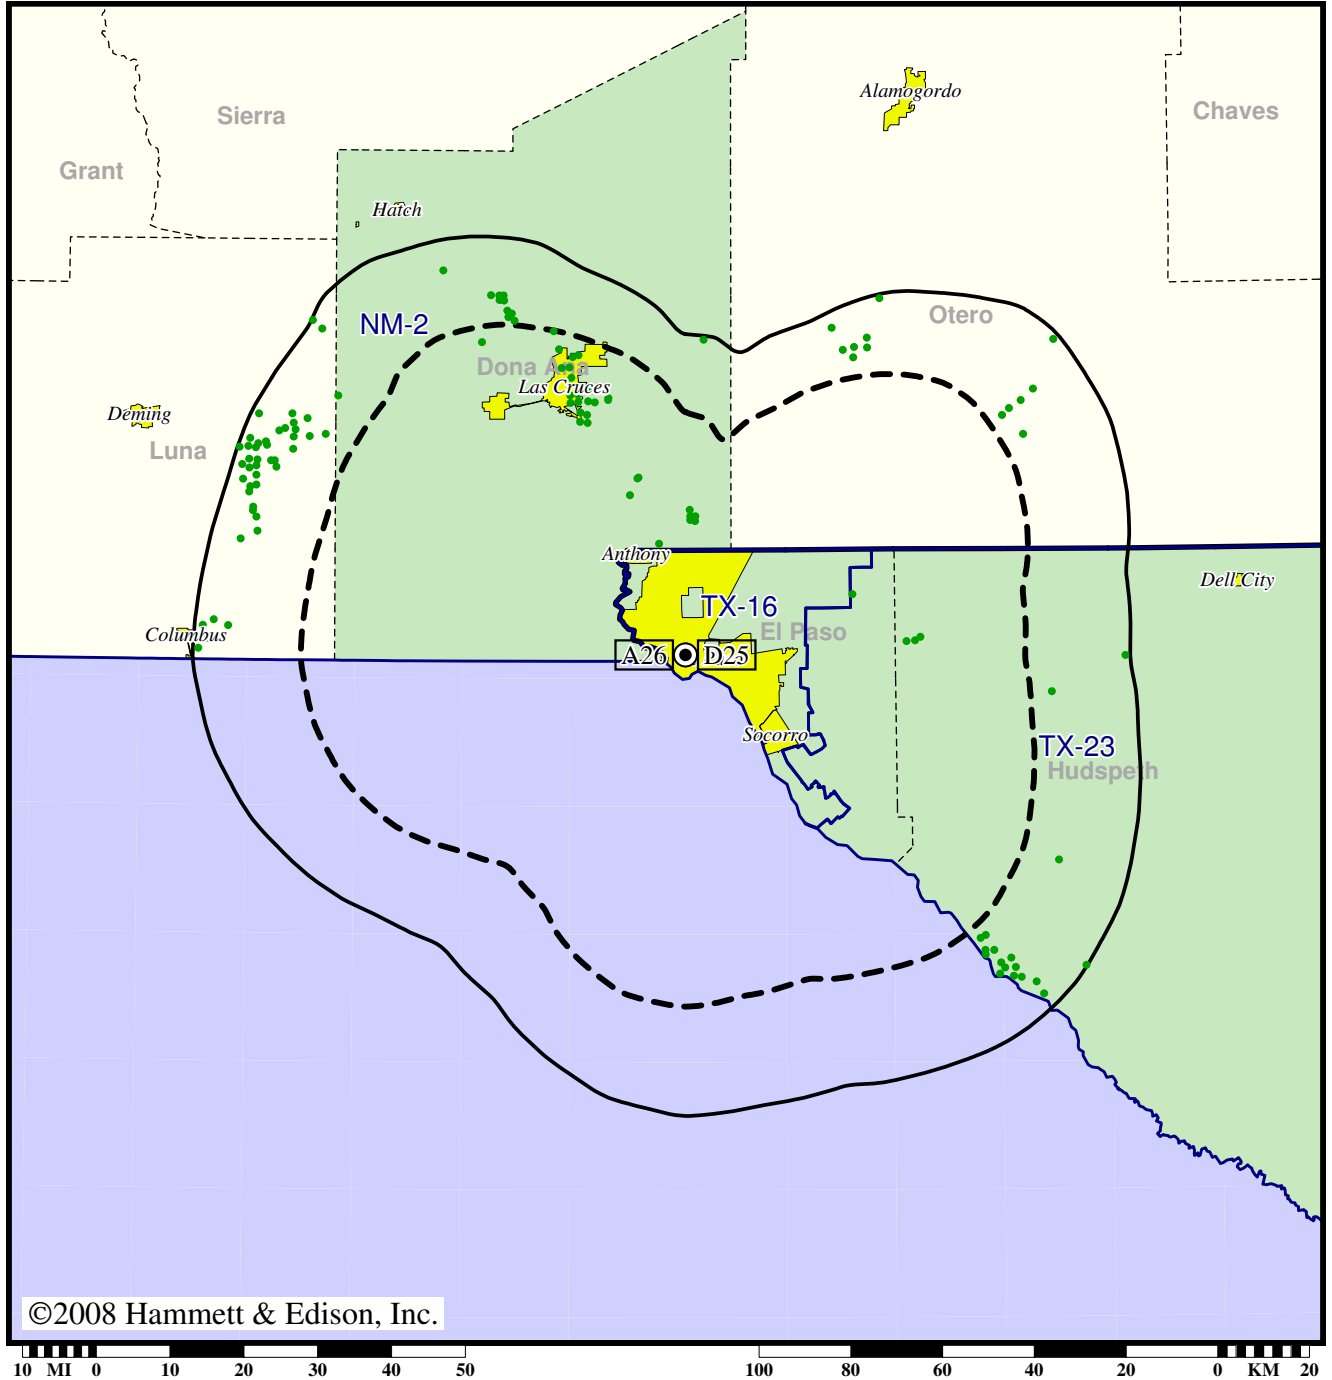 Alamogordo
Chaves
Sierra
Grant
Hatch
Otero
NM-2
Dona Ana
Las Cruces
Deming
Luna
Anthony
Dell City
TX-16
El Paso
Columbus
A26
D25
Socorro
TX-23
Hudspeth
©2008 Hammett & Edison, Inc.
10 MI 0 10 20 30 40 50 100 80 60 40 20 0 KM 20